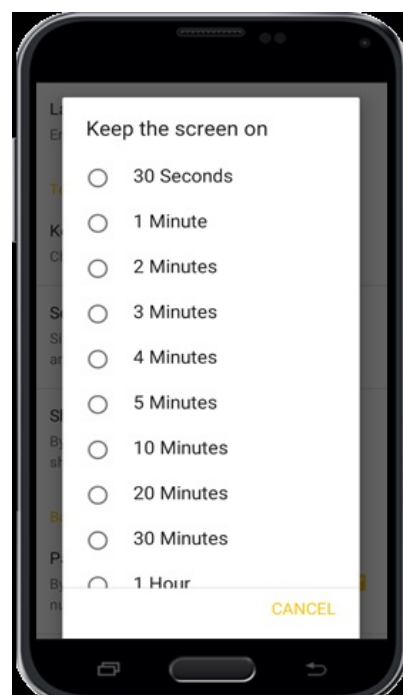 Keep the screen on
30 Seconds
1 Minute
2 Minutes
3 Minutes
4 Minutes
5 Minutes
10 Minutes
20 Minutes
30 Minutes
1 Hour
CANCEL